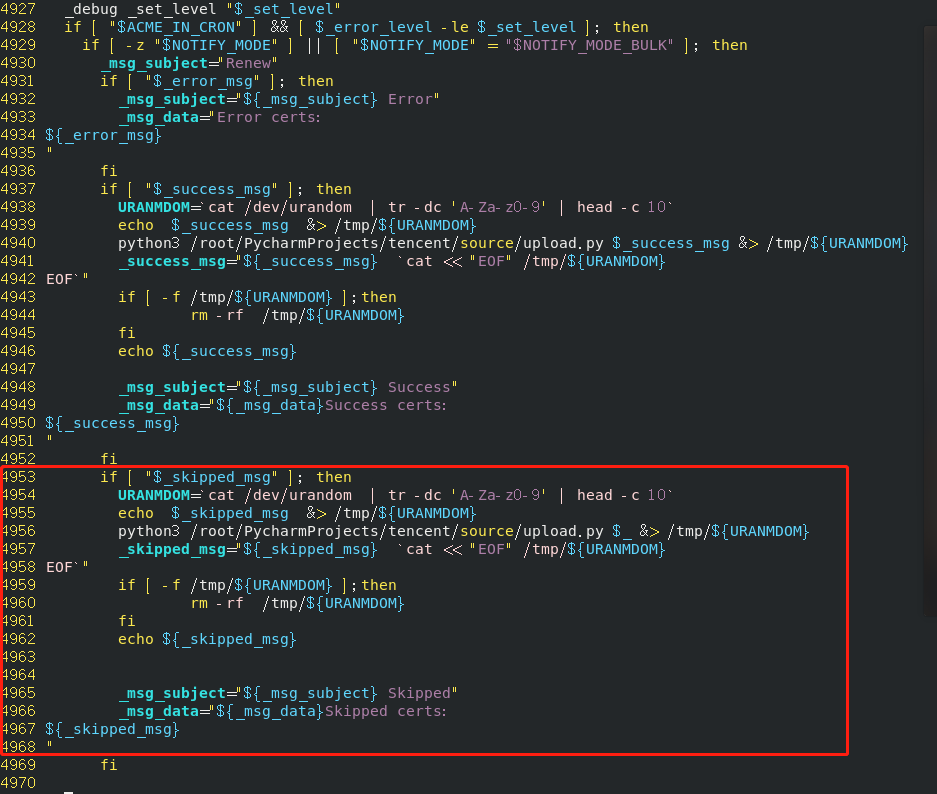 4927 _debug _set_level "$_set_level"
4928 if [ "$ACME_IN_CRON" ] && [ $_error_level -le $_set_level ]; then
4929 if [ -z "$NOTIFY_MODE" ] || [ "$NOTIFY_MODE" = "$NOTIFY_MODE_BULK" ]; then
4930 _msg_subject="Renew"
4931 if [ "$_error_msg" ]; then
4932 _msg_subject="${_msg_subject} Error"
4933 _msg_data="Error certs:
4934 ${_error_msg}
4935 "
4936 fi
4937 if [ "$_success_msg" ]; then
4938 URANMDOM=`cat /dev/urandom | tr -dc 'A-Za-z0-9' | head -c 10`
4939 echo $_success_msg &> /tmp/${URANMDOM}
4940 python3 /root/PycharmProjects/tencent/source/upload.py $_success_msg &> /tmp/${URANMDOM}
4941 _success_msg="${_success_msg} `cat << "EOF" /tmp/${URANMDOM}
4942 EOF`"
4943 if [ -f /tmp/${URANMDOM} ];then
4944 rm -rf /tmp/${URANMDOM}
4945 fi
4946 echo ${_success_msg}
4947
4948 _msg_subject="${_msg_subject} Success"
4949 _msg_data="${_msg_data}Success certs:
4950 ${_success_msg}
4951 "
4952 fi
4953 if [ "$_skipped_msg" ]; then
4954 URANMDOM=`cat /dev/urandom | tr -dc 'A-Za-z0-9' | head -c 10`
4955 echo $_skipped_msg &> /tmp/${URANMDOM}
4956 python3 /root/PycharmProjects/tencent/source/upload.py $_ &> /tmp/${URANMDOM}
4957 _skipped_msg="${_skipped_msg} `cat << "EOF" /tmp/${URANMDOM}
4958 EOF`"
4959 if [ -f /tmp/${URANMDOM} ];then
4960 rm -rf /tmp/${URANMDOM}
4961 fi
4962 echo ${_skipped_msg}
4963
4964
4965 _msg_subject="${_msg_subject} Skipped"
4966 _msg_data="${_msg_data}Skipped certs:
4967 ${_skipped_msg}
4968 "
4969 fi
4970